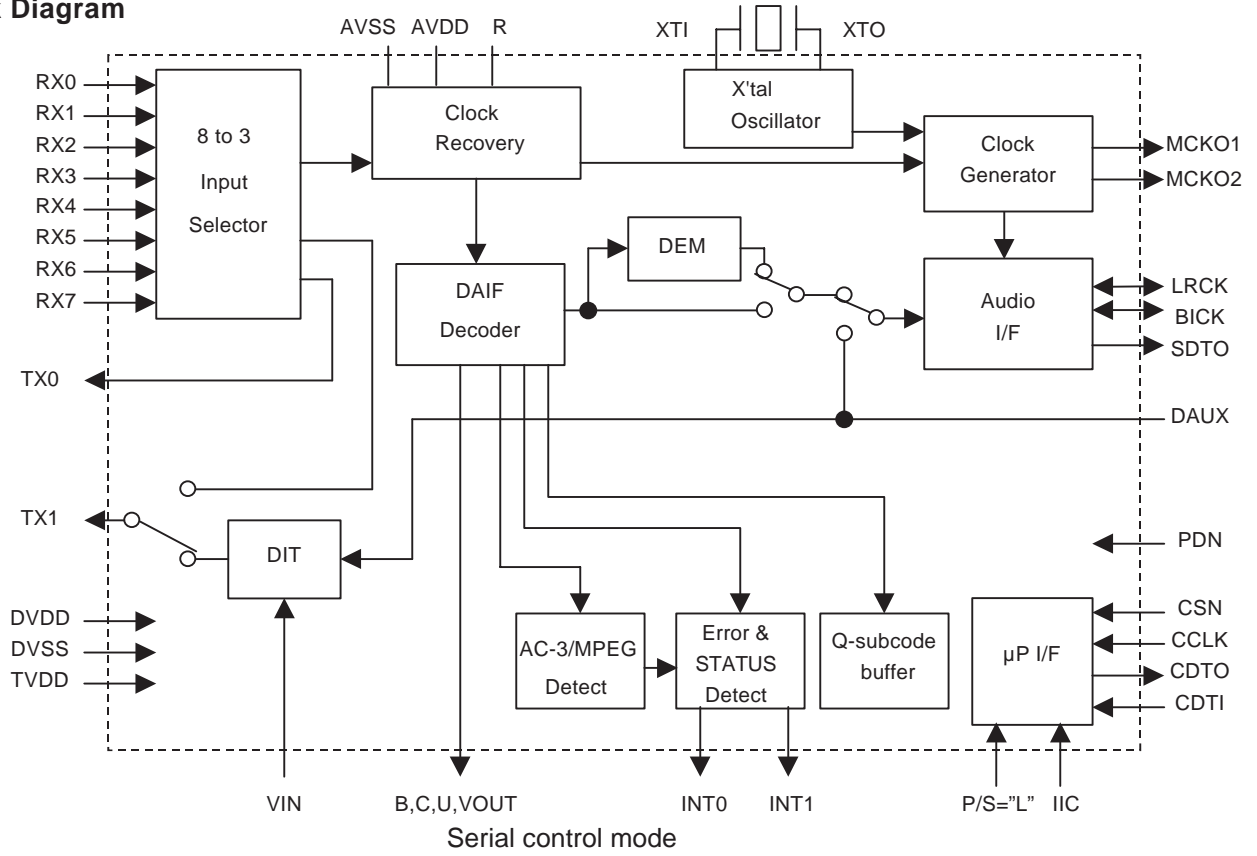 Diagram
AVSS AVDD R
XTI XTO
RX0
RX1
RX2
RX3
RX4
RX5
RX6
RX7
8 to 3
Input
Selector
Clock
Recovery
X'tal
Oscillator
Clock
Generator
MCKO1
MCKO2
DEM
DAIF
Decoder
Audio
I/F
LRCK
BICK
SDTO
TX0
DAUX
TX1
DIT
PDN
DVDD
DVSS
TVDD
AC-3/MPEG
Detect
Error &
STATUS
Detect
Q-subcode
buffer
µP I/F
CSN
CCLK
CDTO
CDTI
VIN
B,C,U,VOUT
INT0
INT1
P/S="L"
IIC
Serial control mode